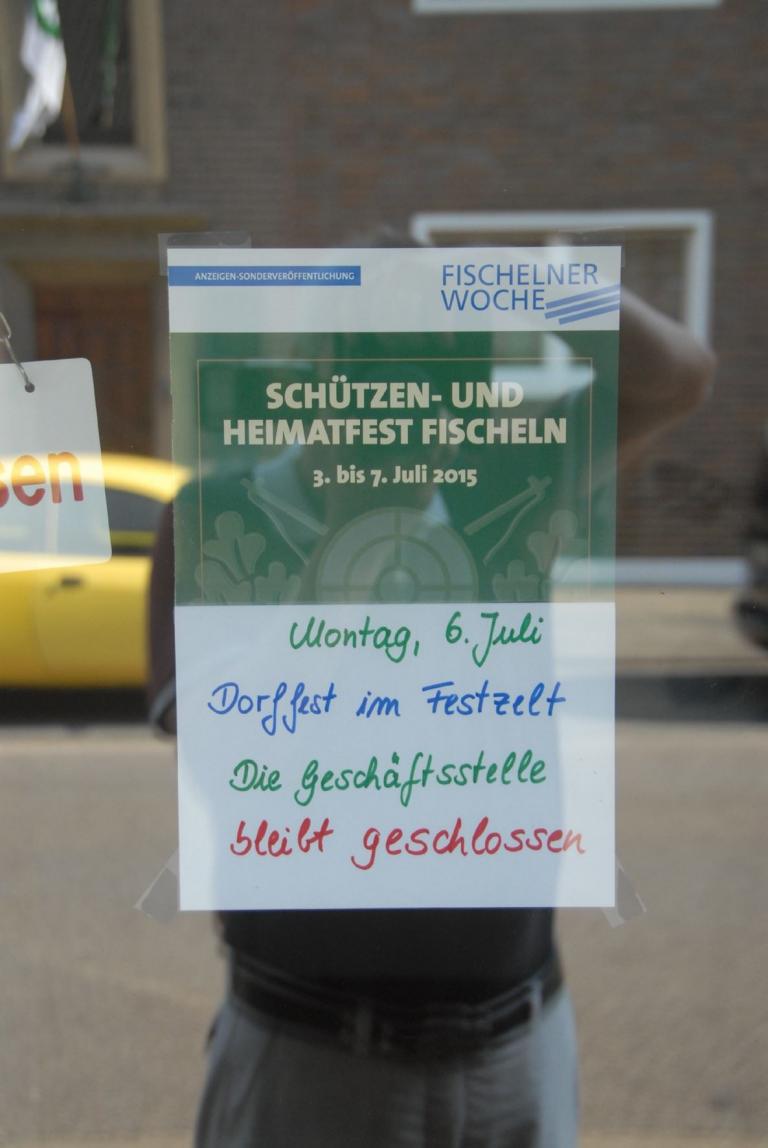 ANZEIGEN-SONDERVERÖFFENTLICHUNG
FISCHELNER
WOCHE
SCHÜTZEN- UND
HEIMATFEST FISCHELN
3. bis 7. Juli 2015
sen
Montag, 6. Juli
Dorffest im Festzelt
Die Geschäftsstelle
bleibt geschlossen